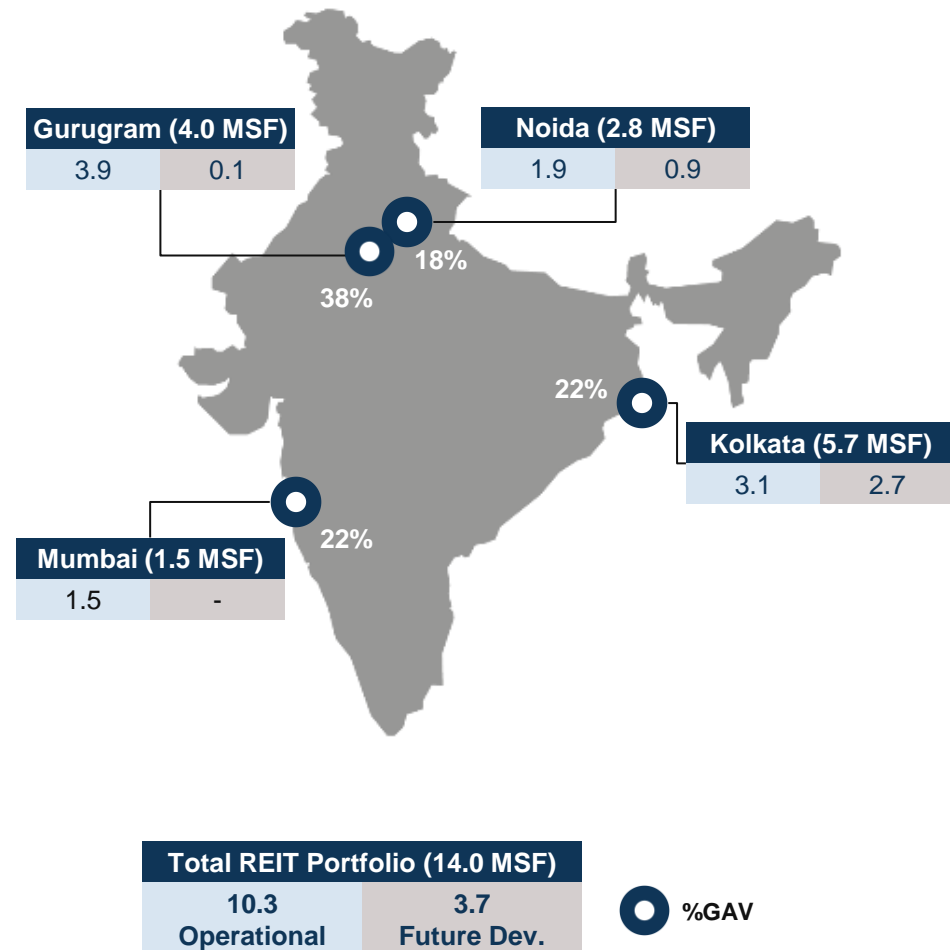 Gurugram (4.0 MSF)
3.9 0.1
Noida (2.8 MSF)
1.9 0.9
18%
38%
22%
Kolkata (5.7 MSF)
3.1 2.7
22%
Mumbai (1.5 MSF)
1.5 -
Total REIT Portfolio (14.0 MSF)
10.3 3.7
Operational Future Dev.
%GAV